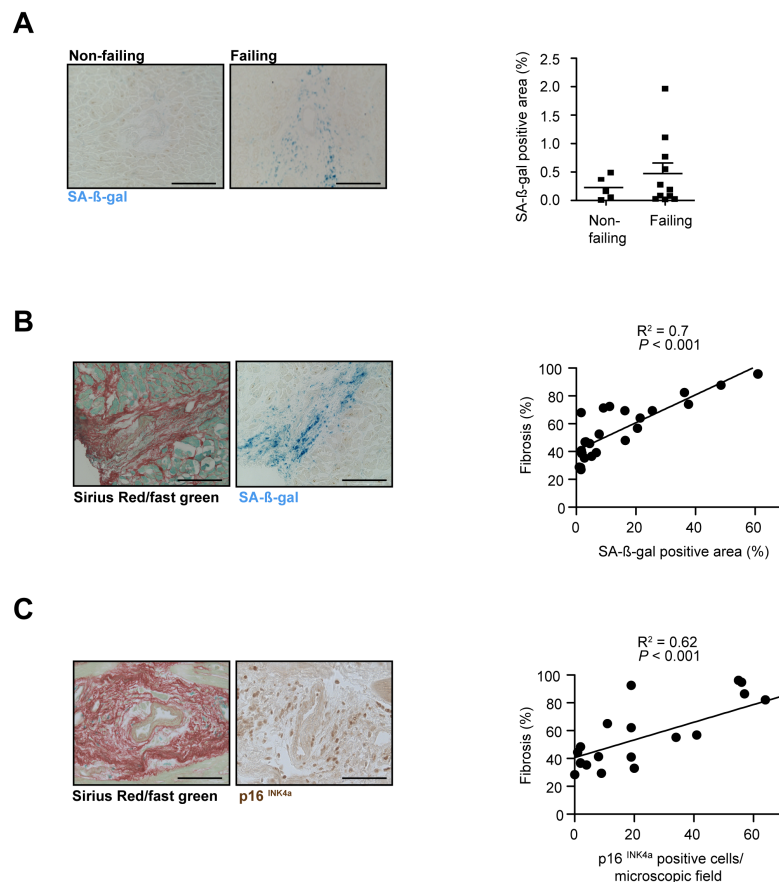 A
Non-failing
Failing
SA-ß-gal
SA-ß-gal positive area (%)
2.5
2.0
1.5
1.0
0.5
0.0
Non-
failing
Failing
B
Sirius Red/fast green
SA-ß-gal
R² = 0.7
P < 0.001
Fibrosis (%)
100
80
60
40
20
0
0 20 40 60
SA-ß-gal positive area (%)
C
Sirius Red/fast green
p16 INK4a
R² = 0.62
P < 0.001
Fibrosis (%)
100
80
60
40
20
0
0 20 40 60
p16 INK4a positive cells/
microscopic field